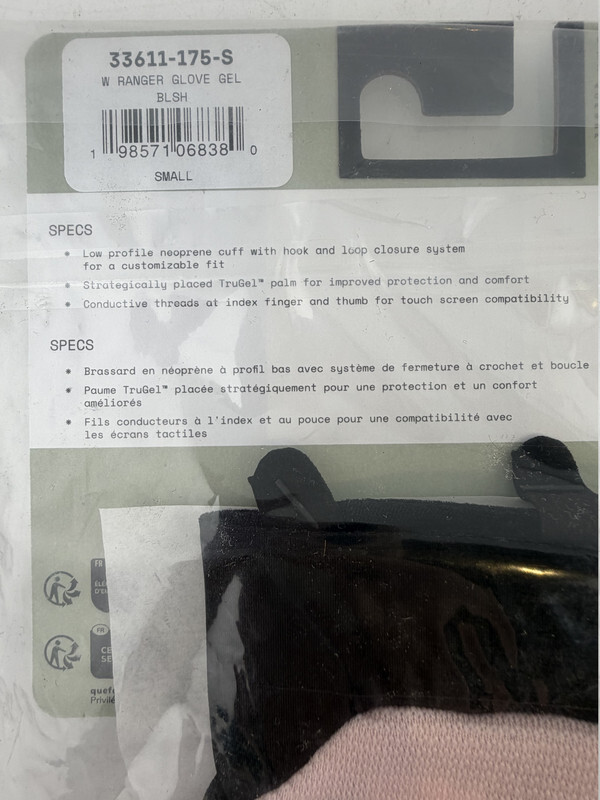 33611-175-S
W RANGER GLOVE GEL
BLSH
1 98571 06838 0
SMALL
SPECS
• Low profile neoprene cuff with hook and loop closure system
for a customizable fit
• Strategically placed TruGel™ palm for improved protection and comfort
• Conductive threads at index finger and thumb for touch screen compatibility
SPECS
• Brassard en néoprène à profil bas avec système de fermeture à crochet et boucle
• Paume TruGel™ placée stratégiquement pour une protection et un confort
améliorés
• Fils conducteurs à l'index et au pouce pour une compatibilité avec
les écrans tactiles
FR
FR